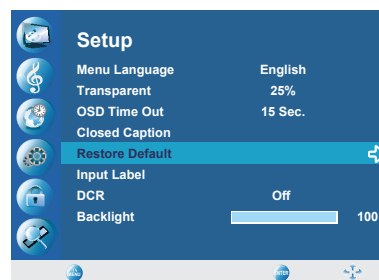 Setup
Menu Language English
Transparent 25%
OSD Time Out 15 Sec.
Closed Caption
Restore Default
Input Label
DCR Off
Backlight 100
MENU ENTER